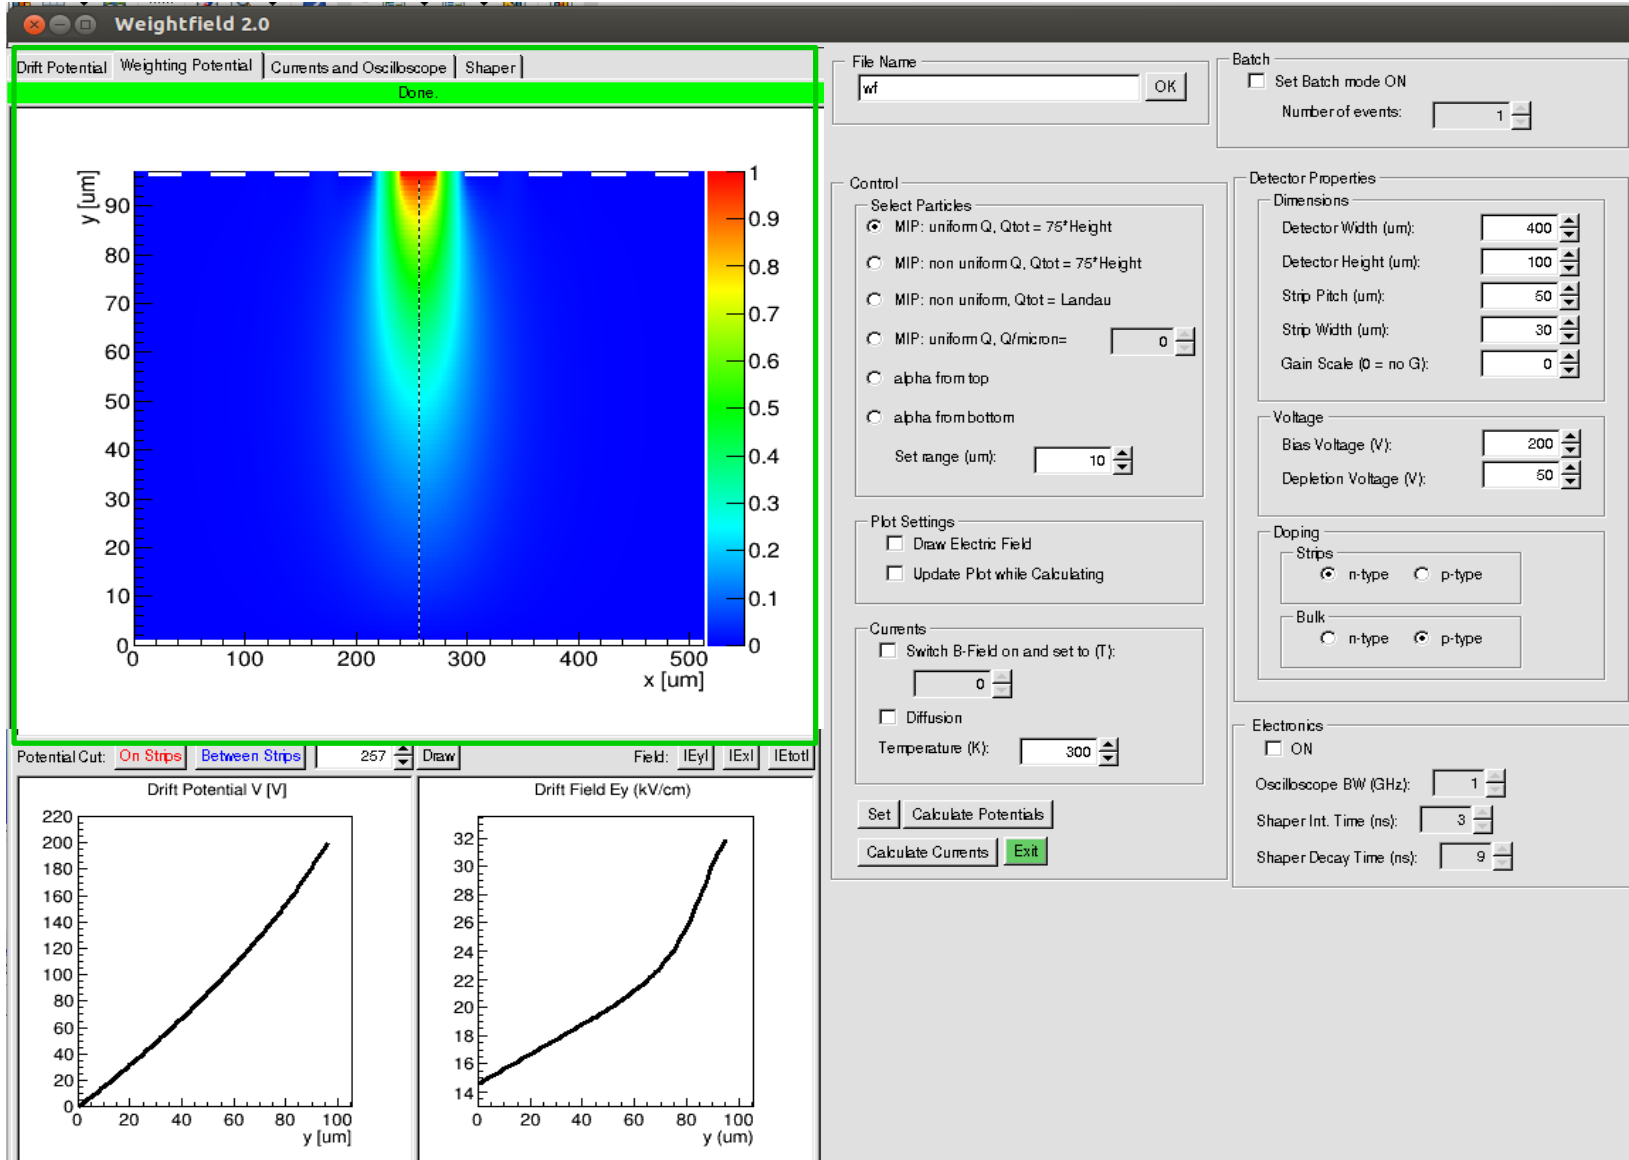 Weightfield 2.0
Drift Potential
Weighting Potential
Currents and Oscilloscope
Shaper
Done.
y [um]
90
80
70
60
50
40
30
20
10
0
0 100 200 300 400 500
x [um]
1
0.9
0.8
0.7
0.6
0.5
0.4
0.3
0.2
0.1
0
Potential Cut: On Strips Between Strips 257 Draw Field: |Ey| |Ex| |Etot|
Drift Potential V [V]
220
200
180
160
140
120
100
80
60
40
20
0
0 20 40 60 80 100
y [um]
Drift Field Ey (kV/cm)
32
30
28
26
24
22
20
18
16
14
0 20 40 60 80 100
y (um)
File Name
wf OK
Control
Select Particles
MIP: uniform Q, Qtot = 75*Height
MIP: non uniform Q, Qtot = 75*Height
MIP: non uniform, Qtot = Landau
MIP: uniform Q, Q/micron= 0
alpha from top
alpha from bottom
Set range (um): 10
Plot Settings
Draw Electric Field
Update Plot while Calculating
Currents
Switch B-Field on and set to (T):
0
Diffusion
Temperature (K): 300
Set Calculate Potentials
Calculate Currents Exit
Batch
Set Batch mode ON
Number of events: 1
Detector Properties
Dimensions
Detector Width (um): 400
Detector Height (um): 100
Strip Pitch (um): 50
Strip Width (um): 30
Gain Scale (0 = no G): 0
Voltage
Bias Voltage (V): 200
Depletion Voltage (V): 50
Doping
Strips
n-type p-type
Bulk
n-type p-type
Electronics
ON
Oscilloscope BW (GHz): 1
Shaper Int. Time (ns): 3
Shaper Decay Time (ns): 9